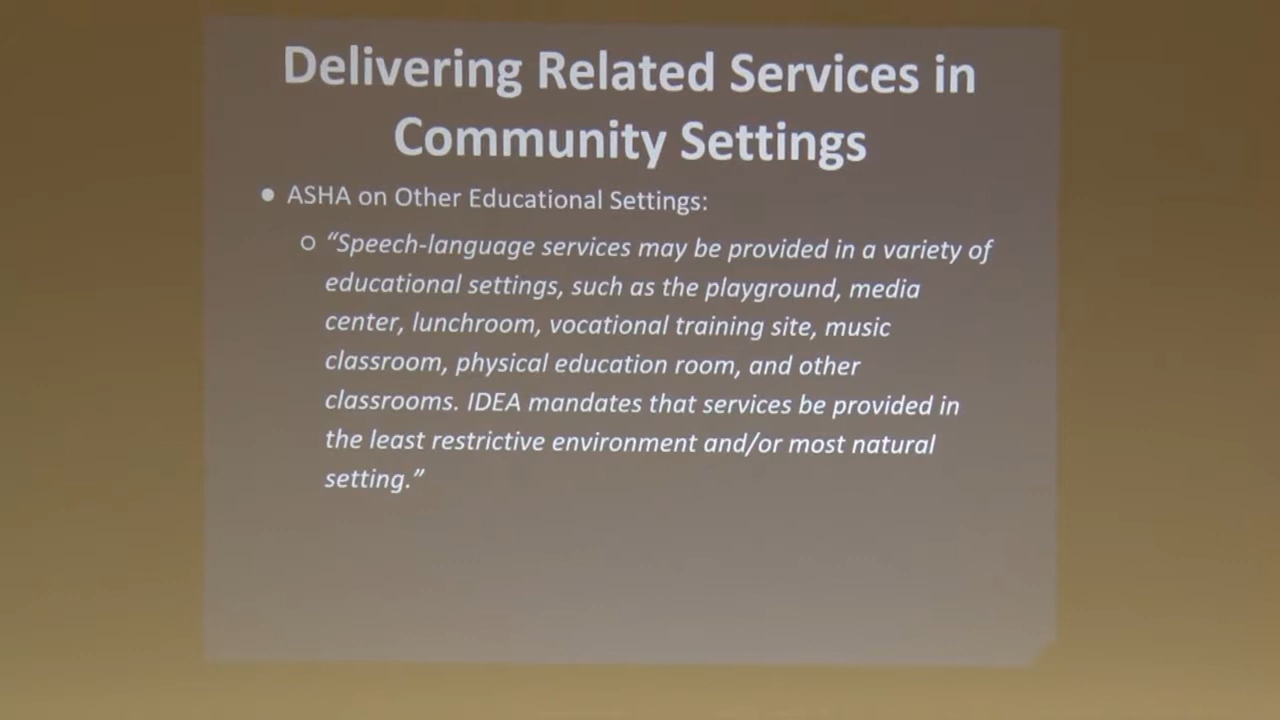 Delivering Related Services in
Community Settings
● ASHA on Other Educational Settings:
○ “Speech-language services may be provided in a variety of
educational settings, such as the playground, media
center, lunchroom, vocational training site, music
classroom, physical education room, and other
classrooms. IDEA mandates that services be provided in
the least restrictive environment and/or most natural
setting.”